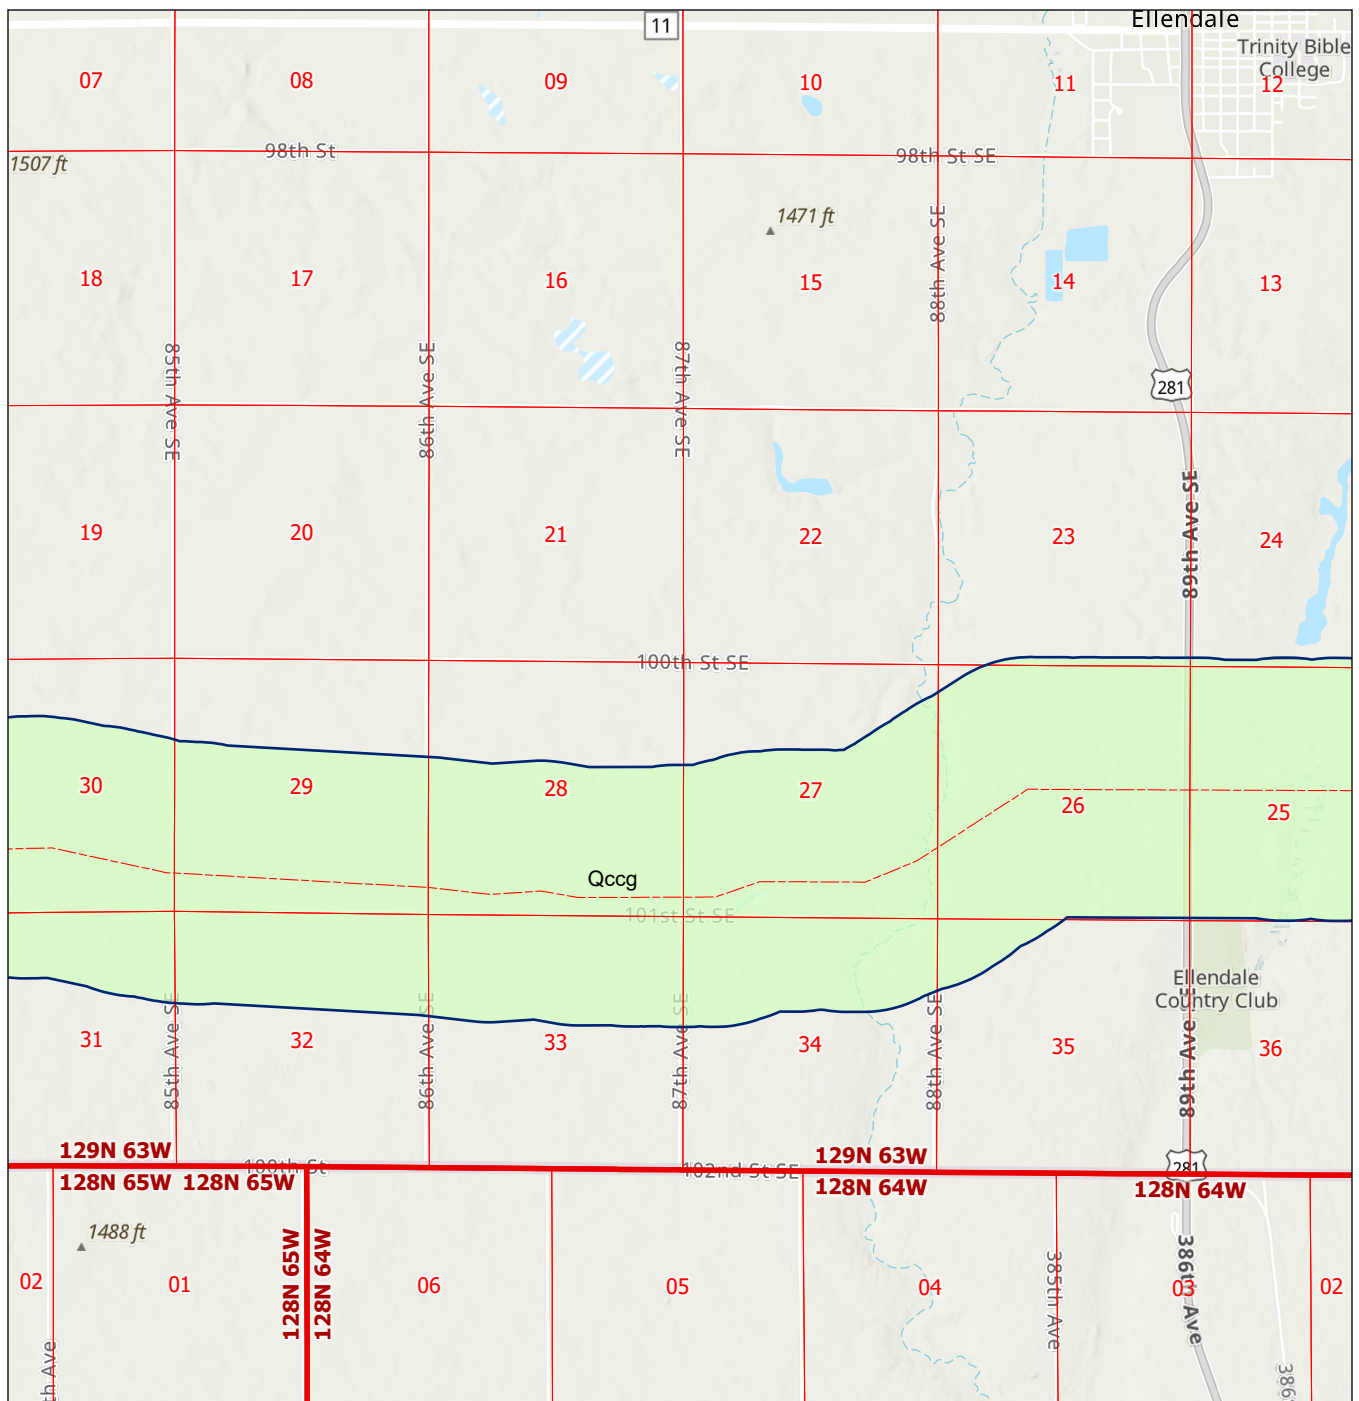 Ellendale
11
Trinity Bible
College
07
08
09
10
11
12
98th St
98th St SE
1507 ft
1471 ft
88th Ave SE
18
17
16
15
14
13
85th Ave SE
86th Ave SE
87th Ave SE
281
19
20
21
22
23
24
89th Ave SE
100th St SE
30
29
28
27
26
25
Qccg
101st St SE
Ellendale
Country Club
85th Ave SE
86th Ave SE
87th Ave SE
88th Ave SE
89th Ave SE
31
32
33
34
35
36
129N 63W
129N 63W
100th St
102nd St SE
281
128N 65W
128N 65W
128N 64W
128N 64W
1488 ft
128N 65W
128N 64W
02
01
06
05
04
03
02
385th Ave
386th Ave
th Ave
386